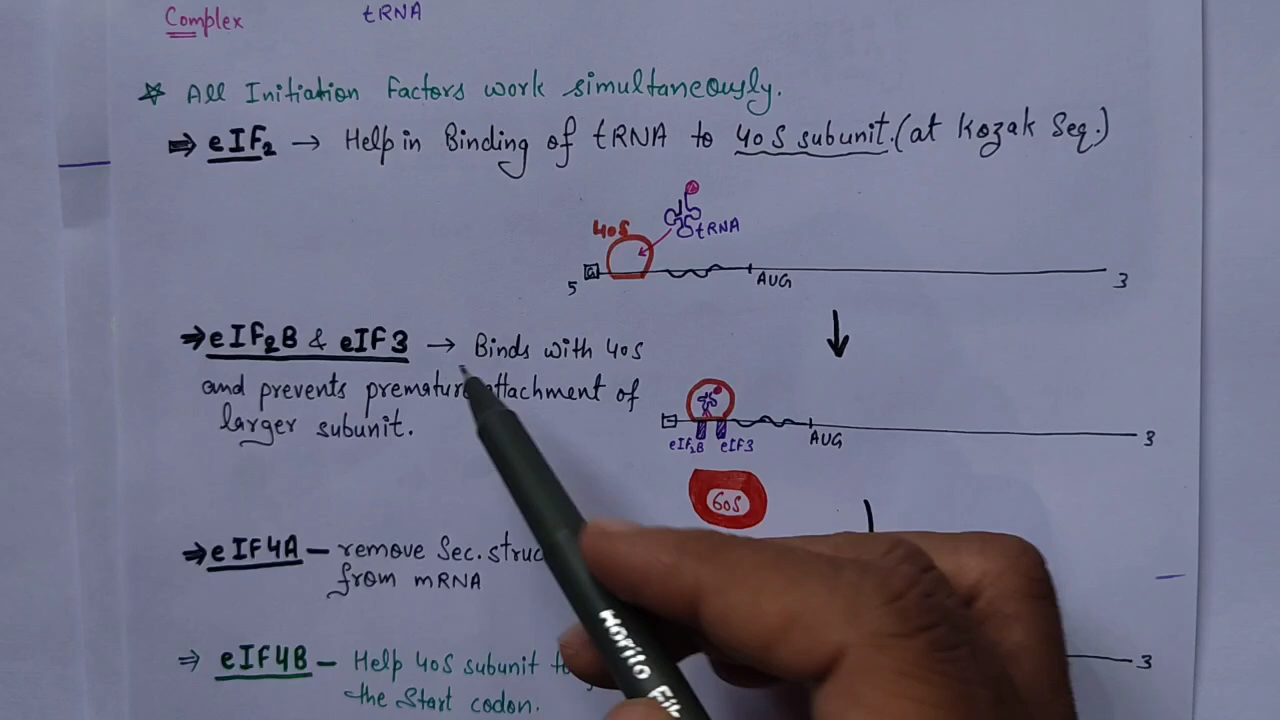 Complex tRNA
All Initiation Factors work simultaneously.
⇒ eIF2 → Help in Binding of tRNA to 40S subunit. (at Kozak Seq.)
40S
tRNA
5 G AUG 3
⇒ eIF2B & eIF3 → Binds with 40S
and prevents premature attachment of
larger subunit.
AUG 3
eIF2B eIF3
60S
⇒ eIF4A – remove Sec.
from mRNA
⇒ eIF4B – Help 40S subunit
the Start codon.
3
Horito